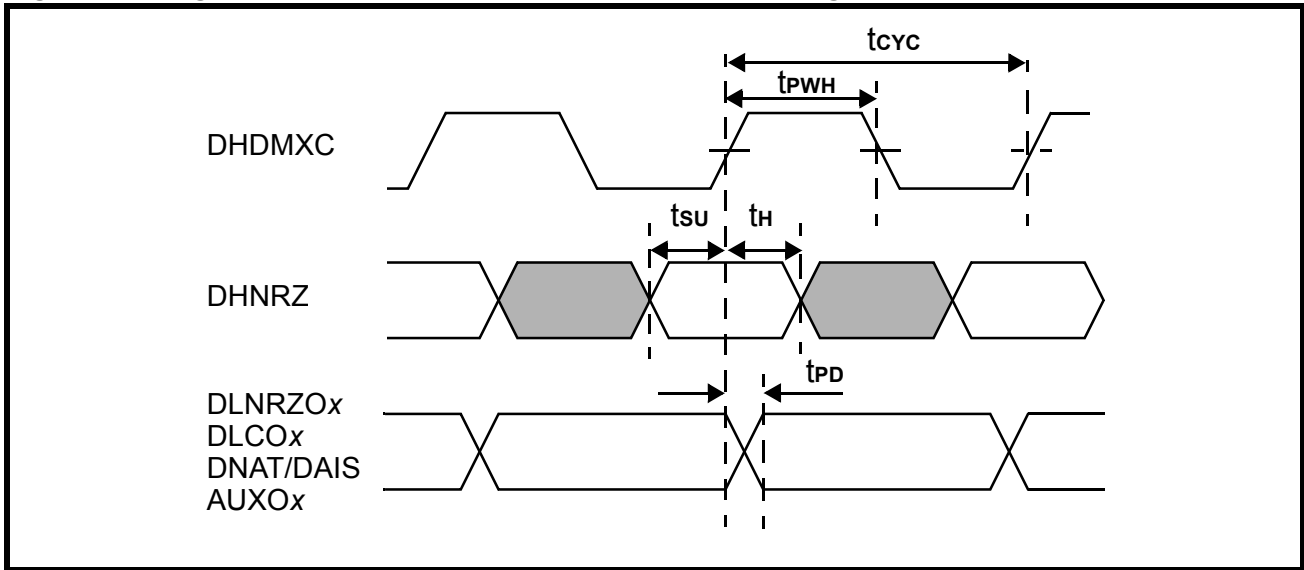 tCYC
tPWH
DHDMXC
tSU tH
DHNRZ
tPD
DLNRZOx
DLCOx
DNAT/DAIS
AUXOx